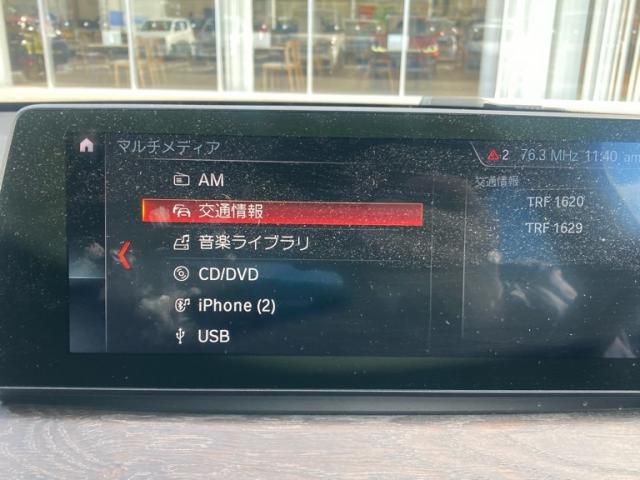 マルチメディア
2 76.3 MHz 11:40 am
AM
交通情報
音楽ライブラリ
CD/DVD
iPhone (2)
USB
交通情報
TRF 1620
TRF 1629